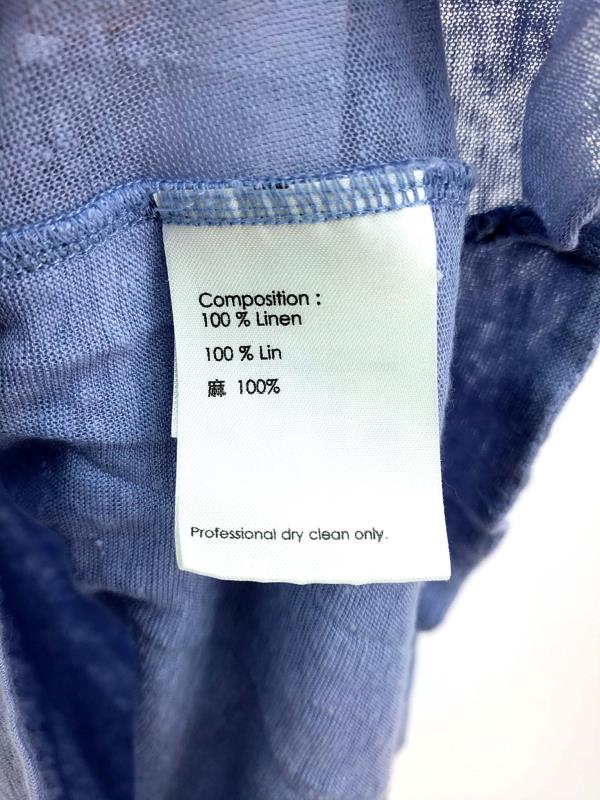 Composition :
100 % Linen
100 % Lin
麻 100%
Professional dry clean only.